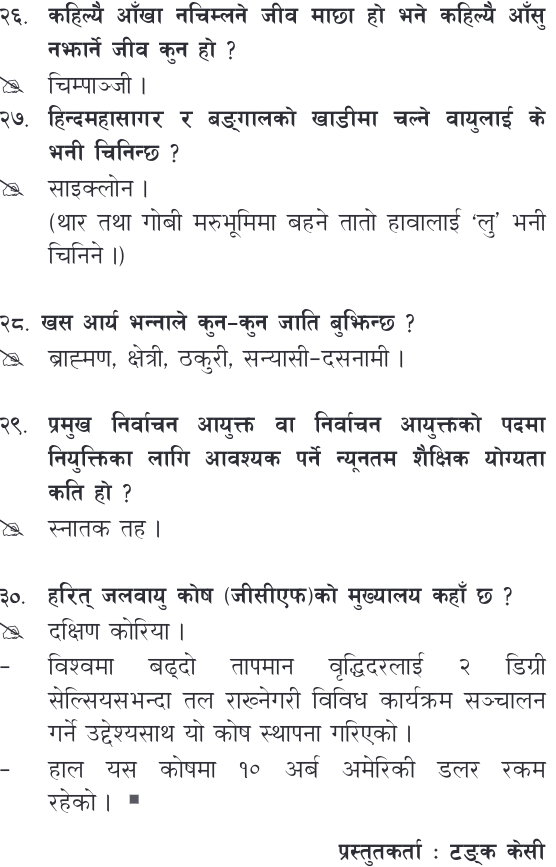 २६. कहिल्यै आँखा नचिम्लने जीव माछा हो भने कहिल्यै आँसु
नझार्ने जीव कुन हो ?
चिम्पाञ्जी ।
२७. हिन्दमहासागर र बङ्गालको खाडीमा चल्ने वायुलाई के
भनी चिनिन्छ ?
साइक्लोन ।
(थार तथा गोबी मरुभूमिमा बहने तातो हावालाई ‘लु’ भनी
चिनिने ।)
२८. खस आर्य भन्नाले कुन-कुन जाति बुझिन्छ ?
ब्राह्मण, क्षेत्री, ठकुरी, सन्यासी-दसनामी ।
२९. प्रमुख निर्वाचन आयुक्त वा निर्वाचन आयुक्तको पदमा
नियुक्तिका लागि आवश्यक पर्ने न्यूनतम शैक्षिक योग्यता
कति हो ?
स्नातक तह ।
३०. हरित् जलवायु कोष (जीसीएफ)को मुख्यालय कहाँ छ ?
दक्षिण कोरिया ।
- विश्वमा बढ्दो तापमान वृद्धिदरलाई २ डिग्री
सेल्सियसभन्दा तल राख्नेगरी विविध कार्यक्रम सञ्चालन
गर्ने उद्देश्यसाथ यो कोष स्थापना गरिएको ।
- हाल यस कोषमा १० अर्ब अमेरिकी डलर रकम
रहेको ।
प्रस्तुतकर्ता : टङ्क केसी